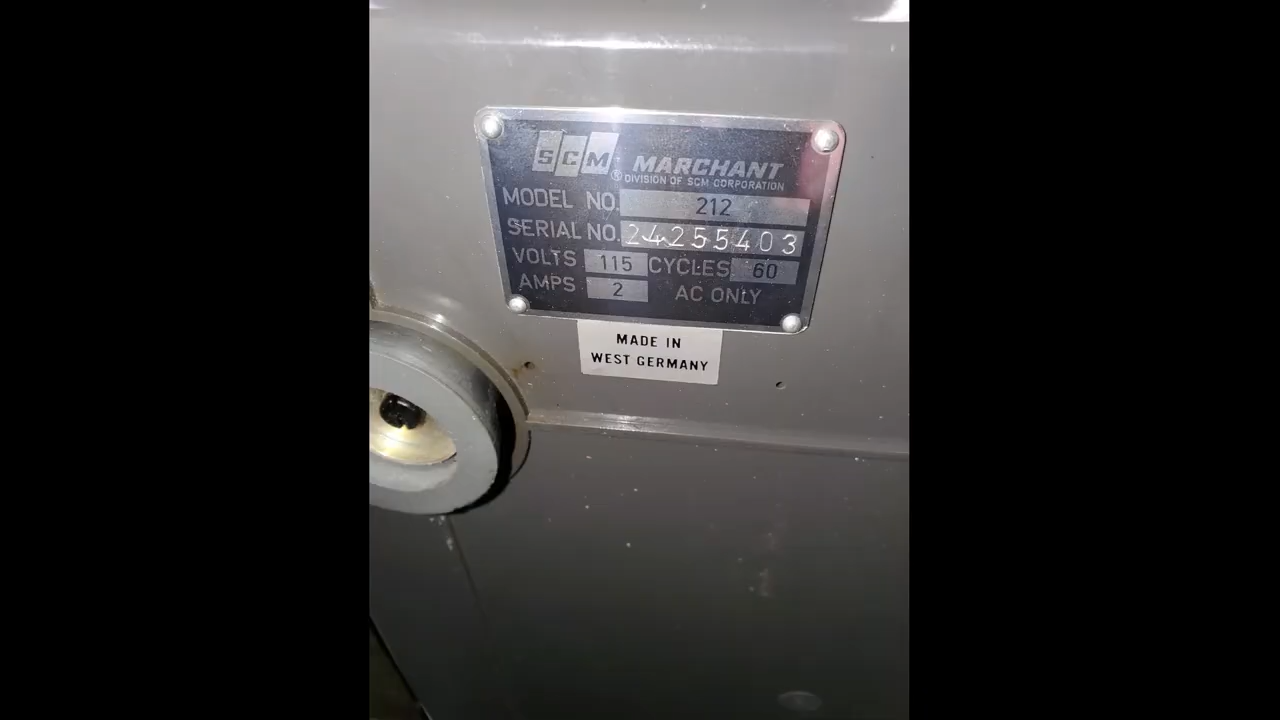 SCM® MARCHANT
DIVISION OF SCM CORPORATION
MODEL NO. 212
SERIAL NO. 24255403
VOLTS 115 CYCLES 60
AMPS 2 AC ONLY
MADE IN
WEST GERMANY